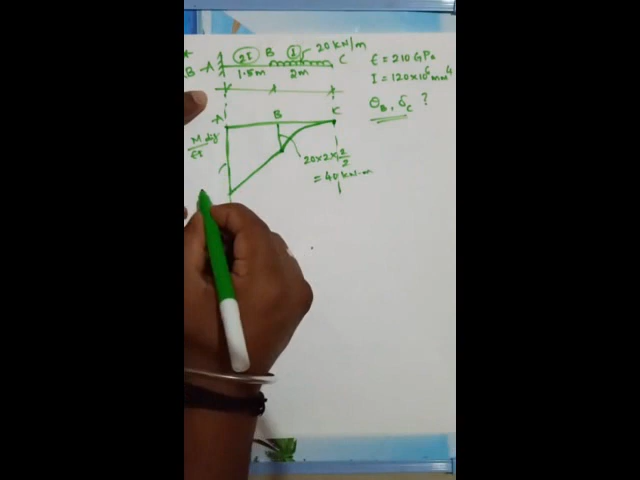 2I B I 20 kN/m
B - A C
1.5m 2m
E = 210 GPa
I = 120×10⁶ mm⁴
θB, δC ?
A B C
M dig
EI
20×2×2/2
= 40 kN-m